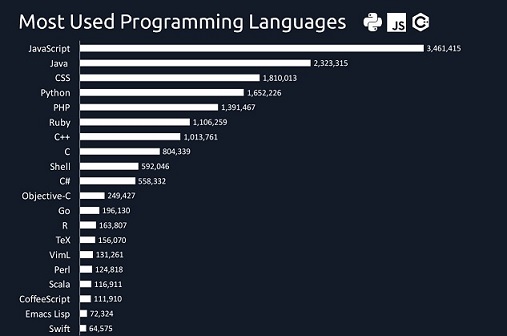 Most Used Programming Languages JS C
JavaScript 3,461,415
Java 2,323,315
CSS 1,810,013
Python 1,652,226
PHP 1,391,467
Ruby 1,106,259
C++ 1,013,761
C 804,339
Shell 592,046
C# 558,332
Objective-C 249,427
Go 196,130
R 163,807
TeX 156,070
VimL 131,261
Perl 124,818
Scala 116,911
CoffeeScript 111,910
Emacs Lisp 72,324
Swift 64,575